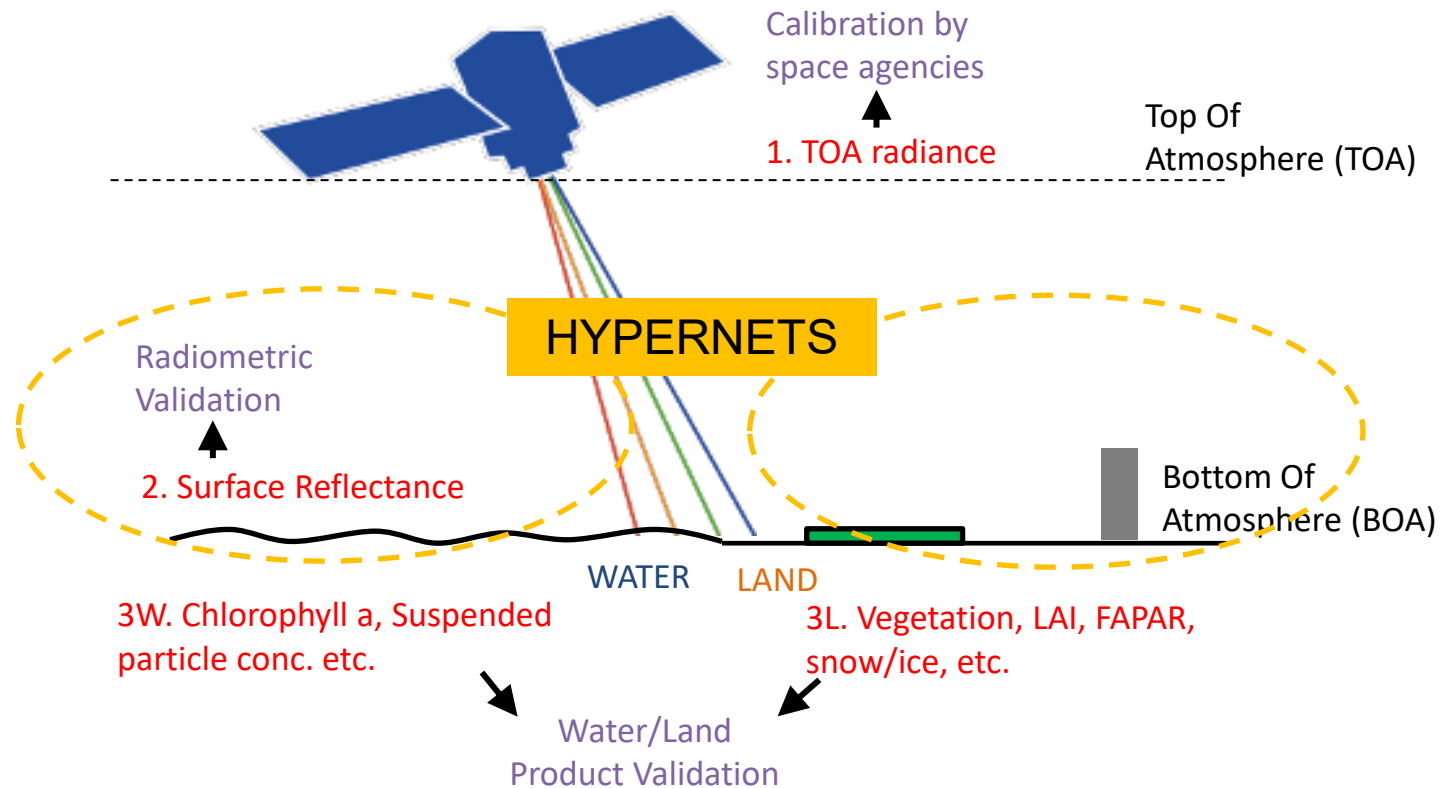 Calibration by
space agencies
1. TOA radiance
Top Of
Atmosphere (TOA)
HYPERNETS
Radiometric
Validation
2. Surface Reflectance
Bottom Of
Atmosphere (BOA)
WATER
LAND
3W. Chlorophyll a, Suspended
particle conc. etc.
3L. Vegetation, LAI, FAPAR,
snow/ice, etc.
Water/Land
Product Validation